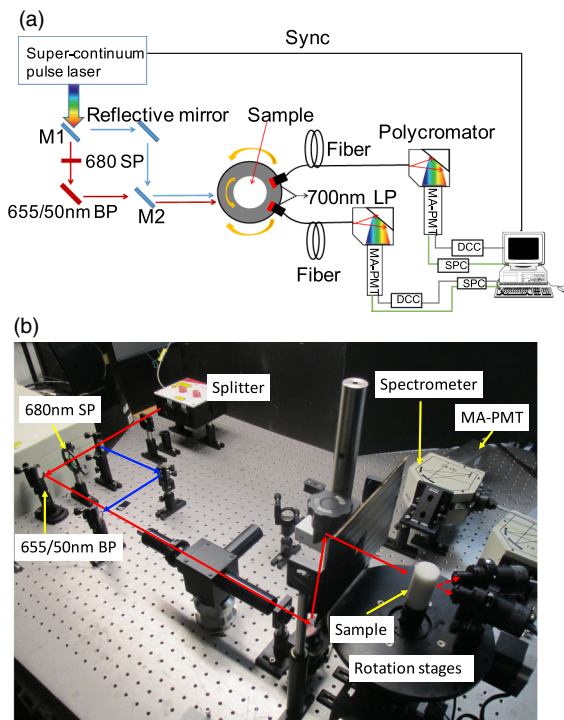 (a)
Super-continuum
pulse laser
Sync
M1
Reflective mirror
Sample
Fiber
Polycromator
680 SP
655/50nm BP
M2
700nm LP
Fiber
MA-PMT
DCC
SPC
MA-PMT
DCC
SPC
(b)
680nm SP
Splitter
Spectrometer
MA-PMT
655/50nm BP
Sample
Rotation stages